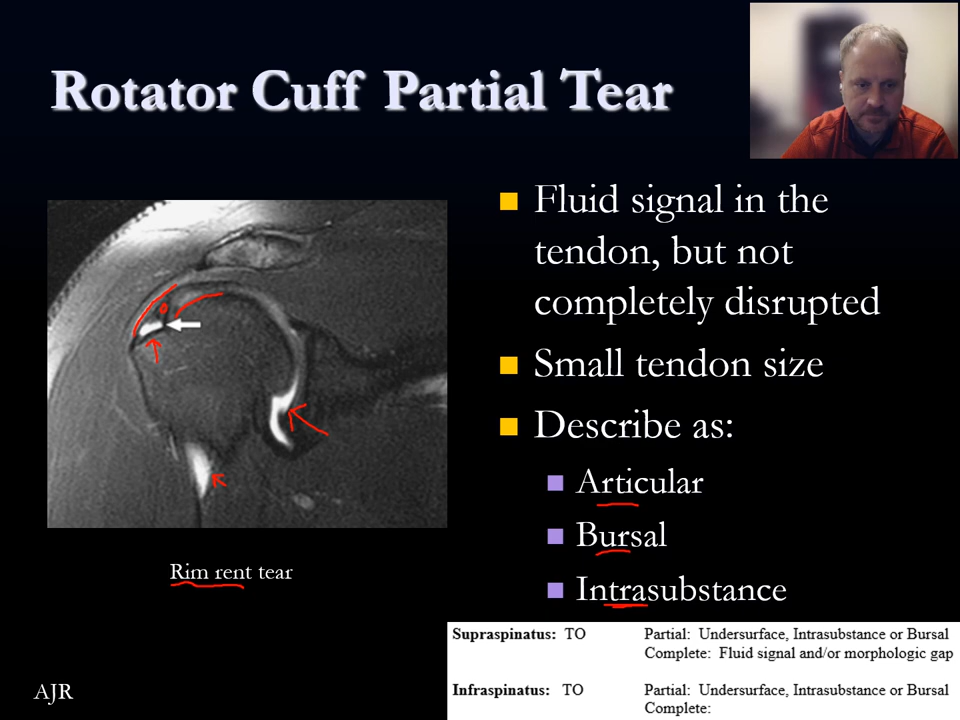 Rotator Cuff Partial Tear
Fluid signal in the
tendon, but not
completely disrupted
Small tendon size
Describe as:
Articular
Bursal
Intrasubstance
Rim rent tear
Supraspinatus: TO Partial: Undersurface, Intrasubstance or Bursal
Complete: Fluid signal and/or morphologic gap
Infraspinatus: TO Partial: Undersurface, Intrasubstance or Bursal
Complete:
AJR